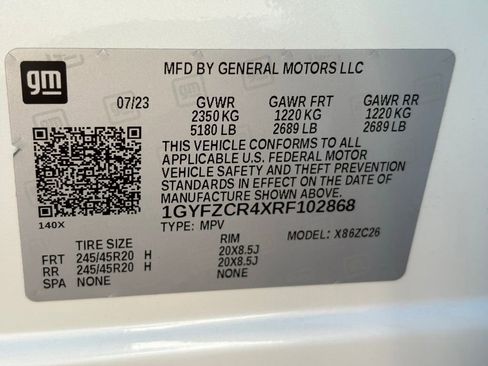 gm
MFD BY GENERAL MOTORS LLC
07/23 GVWR GAWR FRT GAWR RR
2350 KG 1220 KG 1220 KG
5180 LB 2689 LB 2689 LB
THIS VEHICLE CONFORMS TO ALL
APPLICABLE U.S. FEDERAL MOTOR
VEHICLE SAFETY AND THEFT PREVENTION
STANDARDS IN EFFECT ON THE DATE OF
MANUFACTURE SHOWN ABOVE.
1GYFZCR4XRF102868
140X
TYPE: MPV MODEL: X86ZC26
TIRE SIZE RIM
FRT 245/45R20 H 20X8.5J
RR 245/45R20 H 20X8.5J
SPA NONE NONE